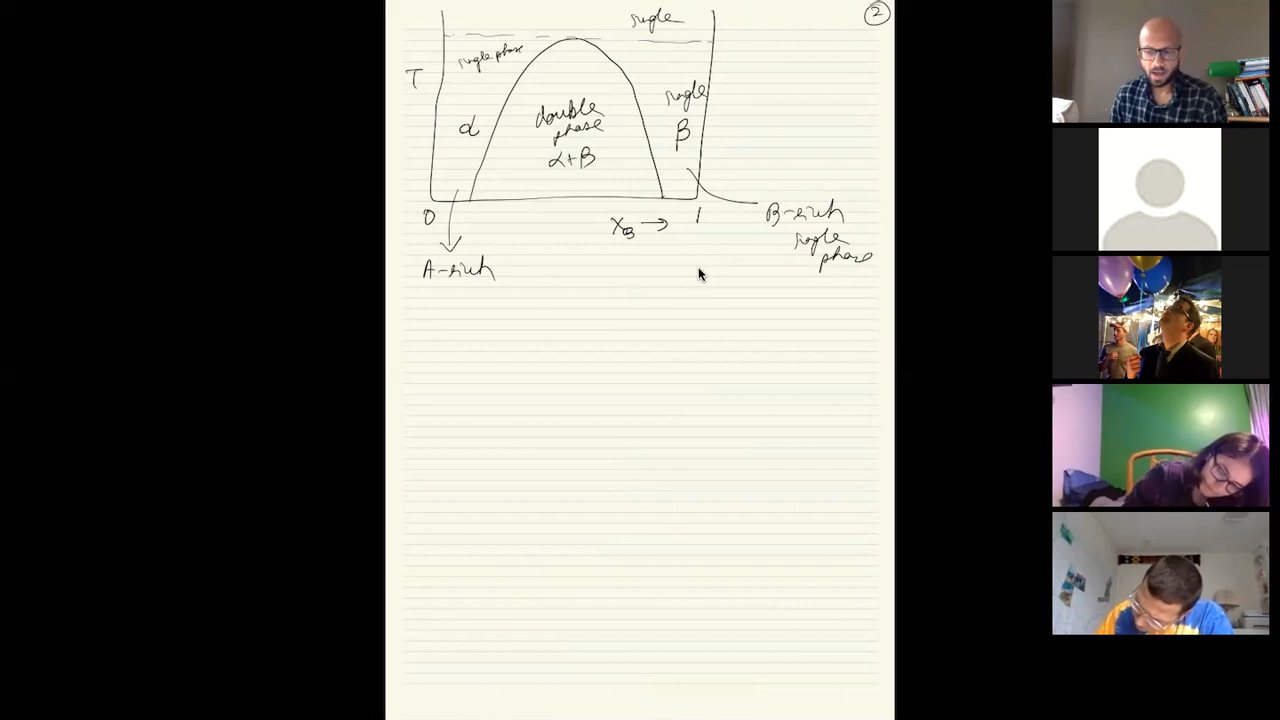 2
single
single phase
T
single
double
phase
α
β
α+β
0
X_B →
1
B-rich
single
phase
A-rich